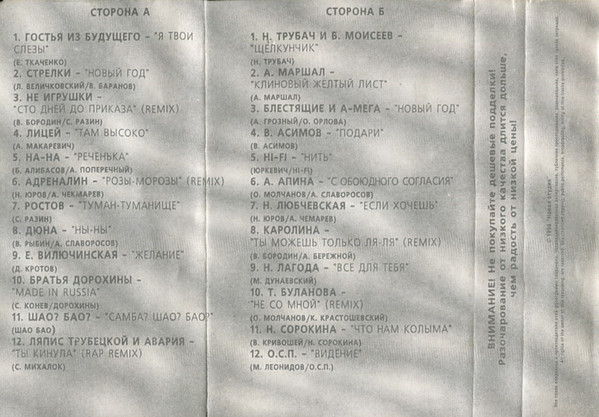 СТОРОНА А
1. ГОСТЬЯ ИЗ БУДУЩЕГО - "Я ТВОИ
СЛЕЗЫ"
(Е. ТКАЧЕНКО)
2. СТРЕЛКИ - "НОВЫЙ ГОД"
(Л. ВЕЛИЧКОВСКИЙ/В. БАРАНОВ)
3. НЕ ИГРУШКИ -
"СТО ДНЕЙ ДО ПРИКАЗА" (REMIX)
(В. БОРОДИН/С. РАЗИН)
4. ЛИЦЕЙ - "ТАМ ВЫСОКО"
(А. МАКАРЕВИЧ)
5. НА-НА - "РЕЧЕНЬКА"
(Б. АЛИБАСОВ/А. ПОПЕРЕЧНЫЙ)
6. АДРЕНАЛИН - "РОЗЫ-МОРОЗЫ" (REMIX)
(Н. ЮРОВ/А. ЧЕМАРЕВ)
7. РОСТОВ - "ТУМАН-ТУМАНИЩЕ"
(С. РАЗИН)
8. ДЮНА - "НЫ-НЫ"
(В. РЫБИН/Д. СЛАВОРОСОВ)
9. Е. ВИЛЮЧИНСКАЯ - "ЖЕЛАНИЕ"
(Д. КРОТОВ)
10. БРАТЬЯ ДОРОХИНЫ -
"MADE IN RUSSIA"
(С. КОНЕВ/ДОРОХИНЫ)
11. ШАО? БАО? - "САМБА? ШАО? БАО?"
(ШАО БАО)
12. ЛЯПИС ТРУБЕЦКОЙ И АВАРИЯ -
"ТЫ КИНУЛА" (RAP REMIX)
(С. МИХАЛОК)
СТОРОНА Б
1. Н. ТРУБАЧ И Б. МОИСЕЕВ -
"ЩЕЛКУНЧИК"
(Н. ТРУБАЧ)
2. А. МАРШАЛ -
"КЛИНОВЫЙ ЖЕЛТЫЙ ЛИСТ"
(А. МАРШАЛ)
3. БЛЕСТЯЩИЕ И А-МЕГА - "НОВЫЙ ГОД"
(А. ГРОЗНЫЙ/О. ОРЛОВА)
4. В. АСИМОВ - "ПОДАРИ"
(В. АСИМОВ)
5. HI-FI - "НИТЬ"
(ЮРКЕВИЧ/HI-FI)
6. А. АПИНА - "С ОБОЮДНОГО СОГЛАСИЯ"
(О. МОЛЧАНОВ/А. СЛАВОРОСОВ)
7. Н. ЛЮБЧЕВСКАЯ - "ЕСЛИ ХОЧЕШЬ"
(Н. ЮРОВ/А. ЧЕМАРЕВ)
8. КАРОЛИНА -
"ТЫ МОЖЕШЬ ТОЛЬКО ЛЯ-ЛЯ" (REMIX)
(В. БОРОДИН/А. БЕРЕЖНОЙ)
9. Н. ЛАГОДА - "ВСЕ ДЛЯ ТЕБЯ"
(М. ДУНАЕВСКИЙ)
10. Т. БУЛАНОВА -
"НЕ СО МНОЙ" (REMIX)
(О. МОЛЧАНОВ/К. КРАСТОШЕВСКИЙ)
11. Н. СОРОКИНА - "ЧТО НАМ КОЛЫМА"
(В. КРИВОШЕЙ/Н. СОРОКИНА)
12. О.С.П. - "ВИДЕНИЕ"
(М. ЛЕОНИДОВ/О.С.П.)
ВНИМАНИЕ! Не покупайте дешевые подделки!
Разочарование от низкого качества длится дольше,
чем радость от низкой цены!